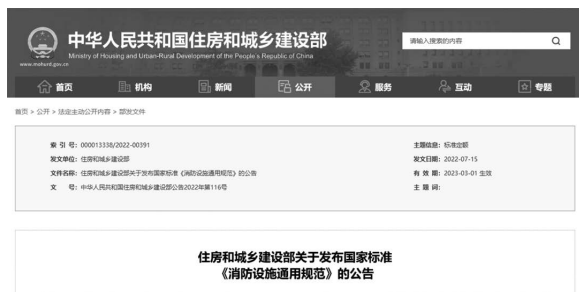 中华人民共和国住房和城乡建设部
Ministry of Housing and Urban-Rural Development of the People's Republic of China
www.mohurd.gov.cn
请输入搜索的内容
首页 机构 新闻 公开 服务 互动 专题
首页 > 公开 > 法定主动公开内容 > 部发文件
索 引 号: 000013338/2022-00391 主题信息: 标准定额
发文单位: 住房和城乡建设部 发文日期: 2022-07-15
文件名称: 住房和城乡建设部关于发布国家标准《消防设施通用规范》的公告 有 效 期: 2023-03-01 生效
文 号: 中华人民共和国住房和城乡建设部公告2022年第116号 主 题 词:
住房和城乡建设部关于发布国家标准
《消防设施通用规范》的公告